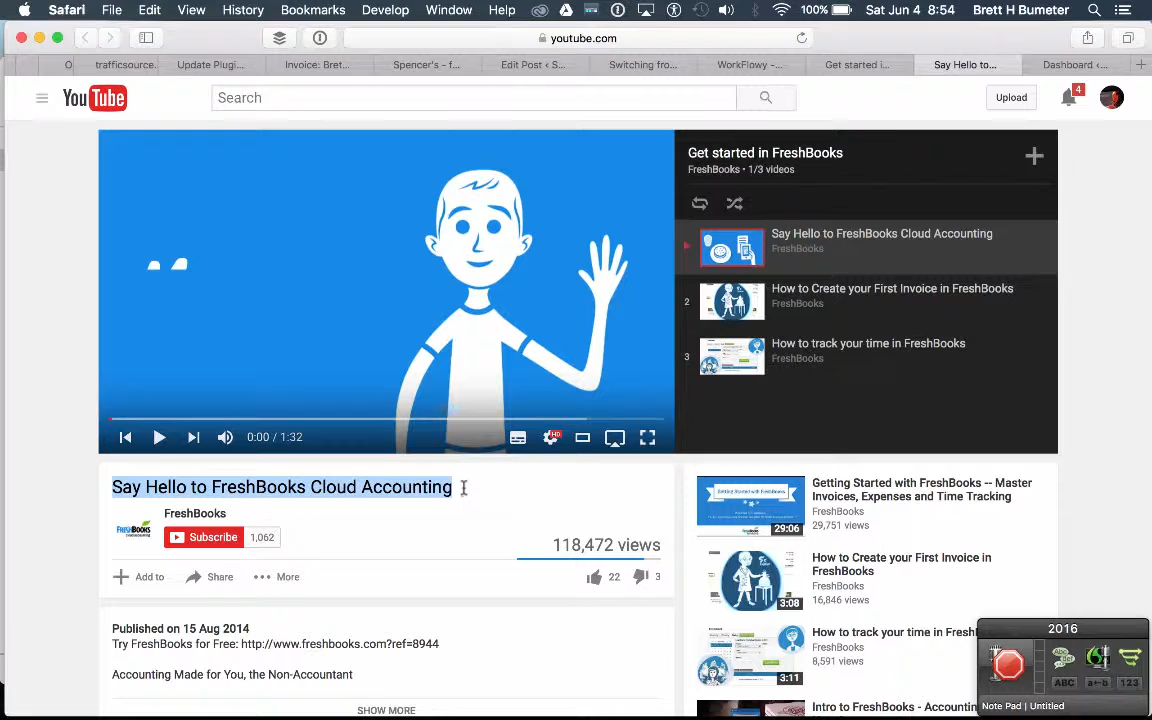 Safari File Edit View History Bookmarks Develop Window Help 100% Sat Jun 4 8:54 Brett H Bumeter
youtube.com
O trafficsource. Update Plugi... Invoice: Bret... Spencer's – f... Edit Post ‹ S... Switching fro... WorkFlowy -... Get started i... Say Hello to... Dashboard ‹...
YouTube Search Upload 4
Get started in FreshBooks
FreshBooks • 1/3 videos
Say Hello to FreshBooks Cloud Accounting
FreshBooks
2 How to Create your First Invoice in FreshBooks
FreshBooks
3 How to track your time in FreshBooks
FreshBooks
0:00 / 1:32 HD
Say Hello to FreshBooks Cloud Accounting
FreshBooks
Subscribe 1,062
118,472 views
Add to Share More 22 3
Published on 15 Aug 2014
Try FreshBooks for Free: http://www.freshbooks.com?ref=8944
Accounting Made for You, the Non-Accountant
SHOW MORE
Getting Started with FreshBooks
29:06
Getting Started with FreshBooks -- Master
Invoices, Expenses and Time Tracking
FreshBooks
29,751 views
3:08
How to Create your First Invoice in
FreshBooks
FreshBooks
16,846 views
3:11
How to track your time in Fresh
FreshBooks
8,591 views
Intro to FreshBooks - Accountin
2016
ABC a↔b 123
Note Pad | Untitled